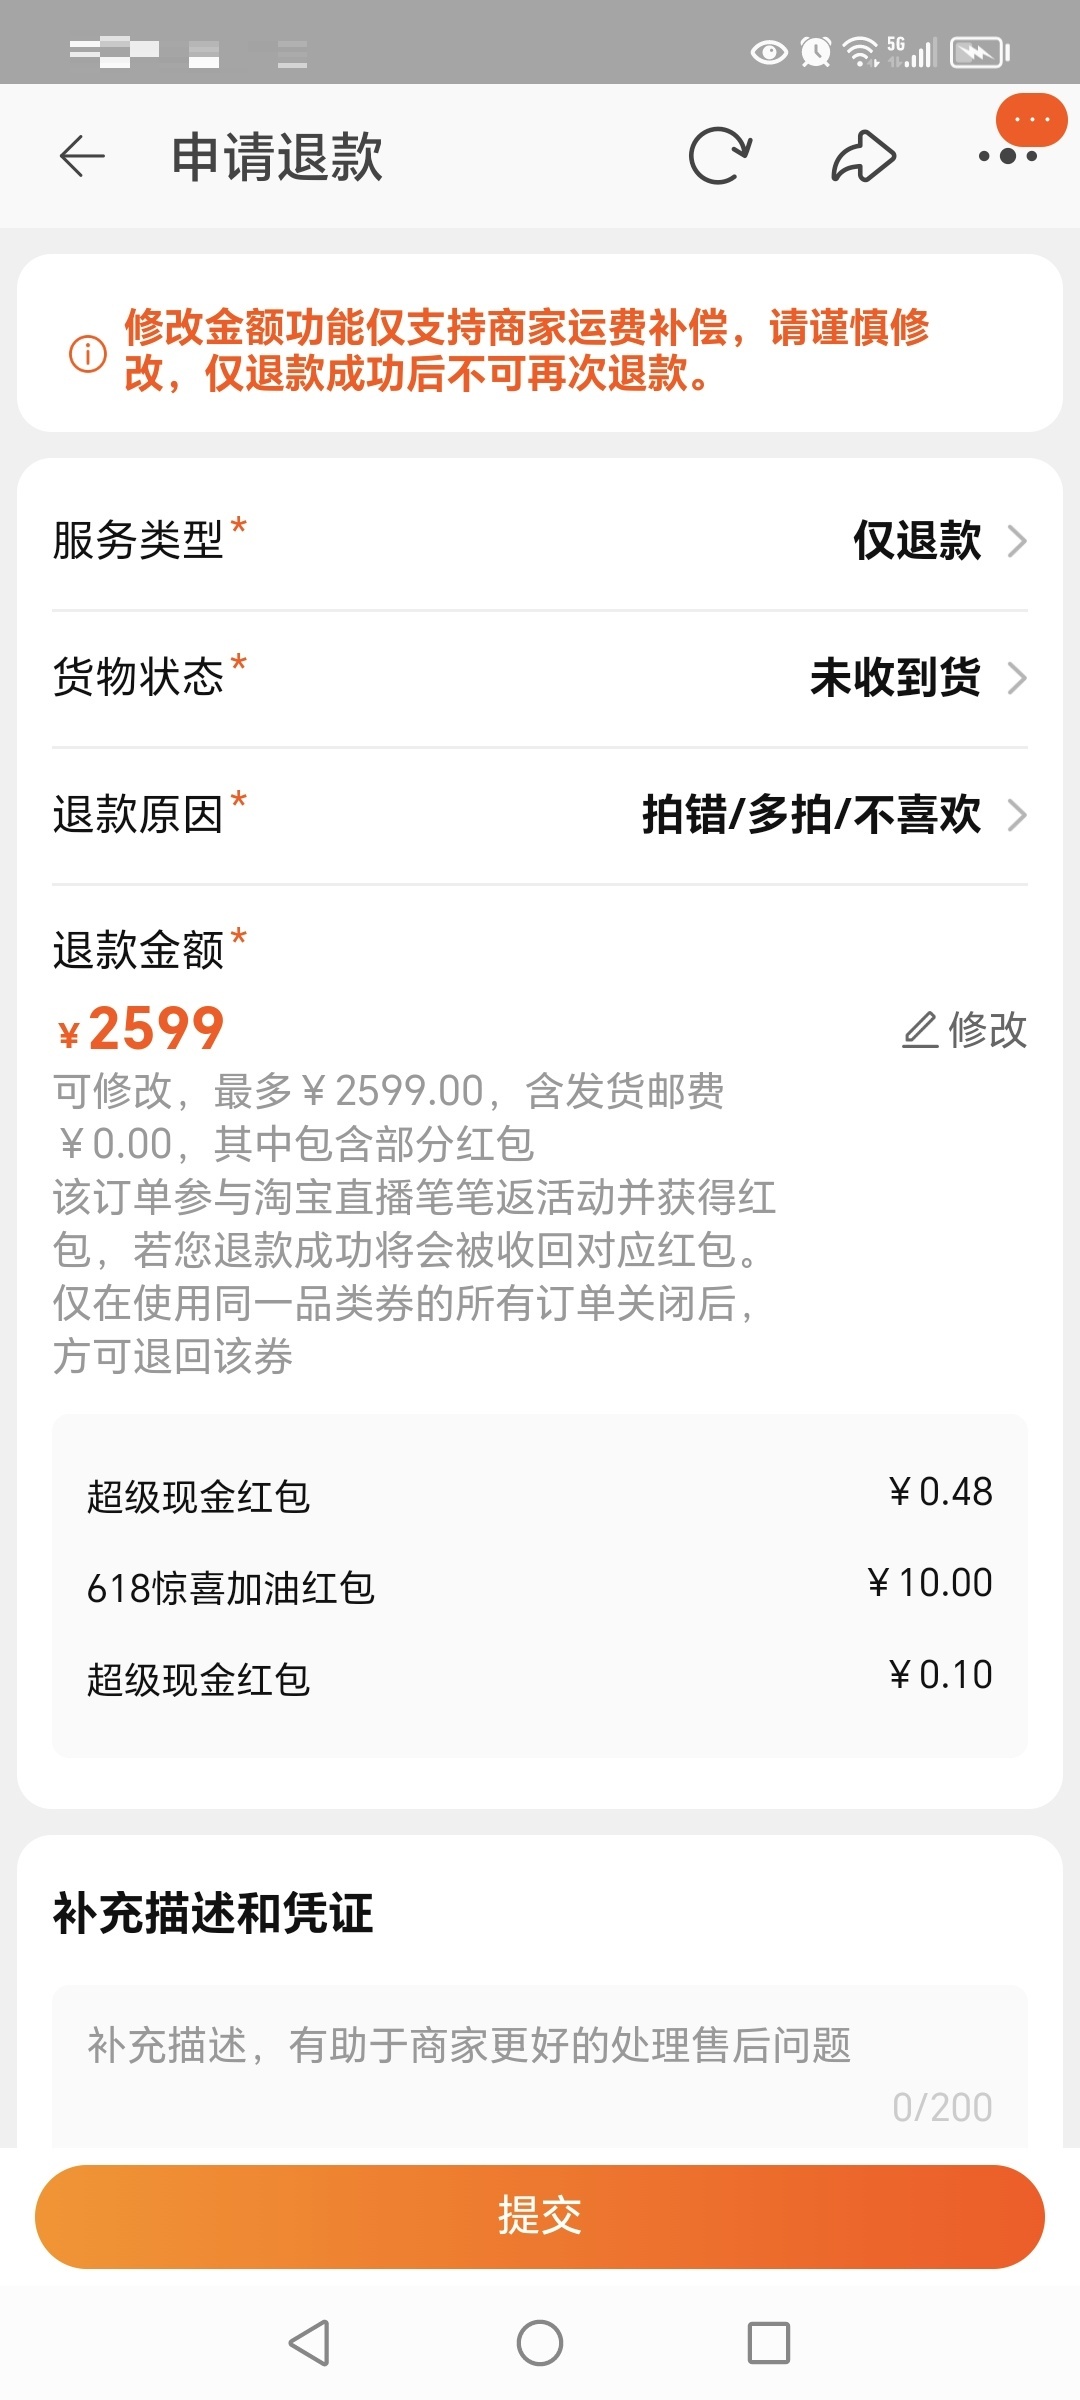 5G
申请退款
修改金额功能仅支持商家运费补偿，请谨慎修
改，仅退款成功后不可再次退款。
服务类型*
仅退款
货物状态*
未收到货
退款原因*
拍错/多拍/不喜欢
退款金额*
¥2599
修改
可修改，最多¥2599.00，含发货邮费
¥0.00，其中包含部分红包
该订单参与淘宝直播笔笔返活动并获得红
包，若您退款成功将会被收回对应红包。
仅在使用同一品类券的所有订单关闭后，
方可退回该券
超级现金红包
¥0.48
618惊喜加油红包
¥10.00
超级现金红包
¥0.10
补充描述和凭证
补充描述，有助于商家更好的处理售后问题
0/200
提交